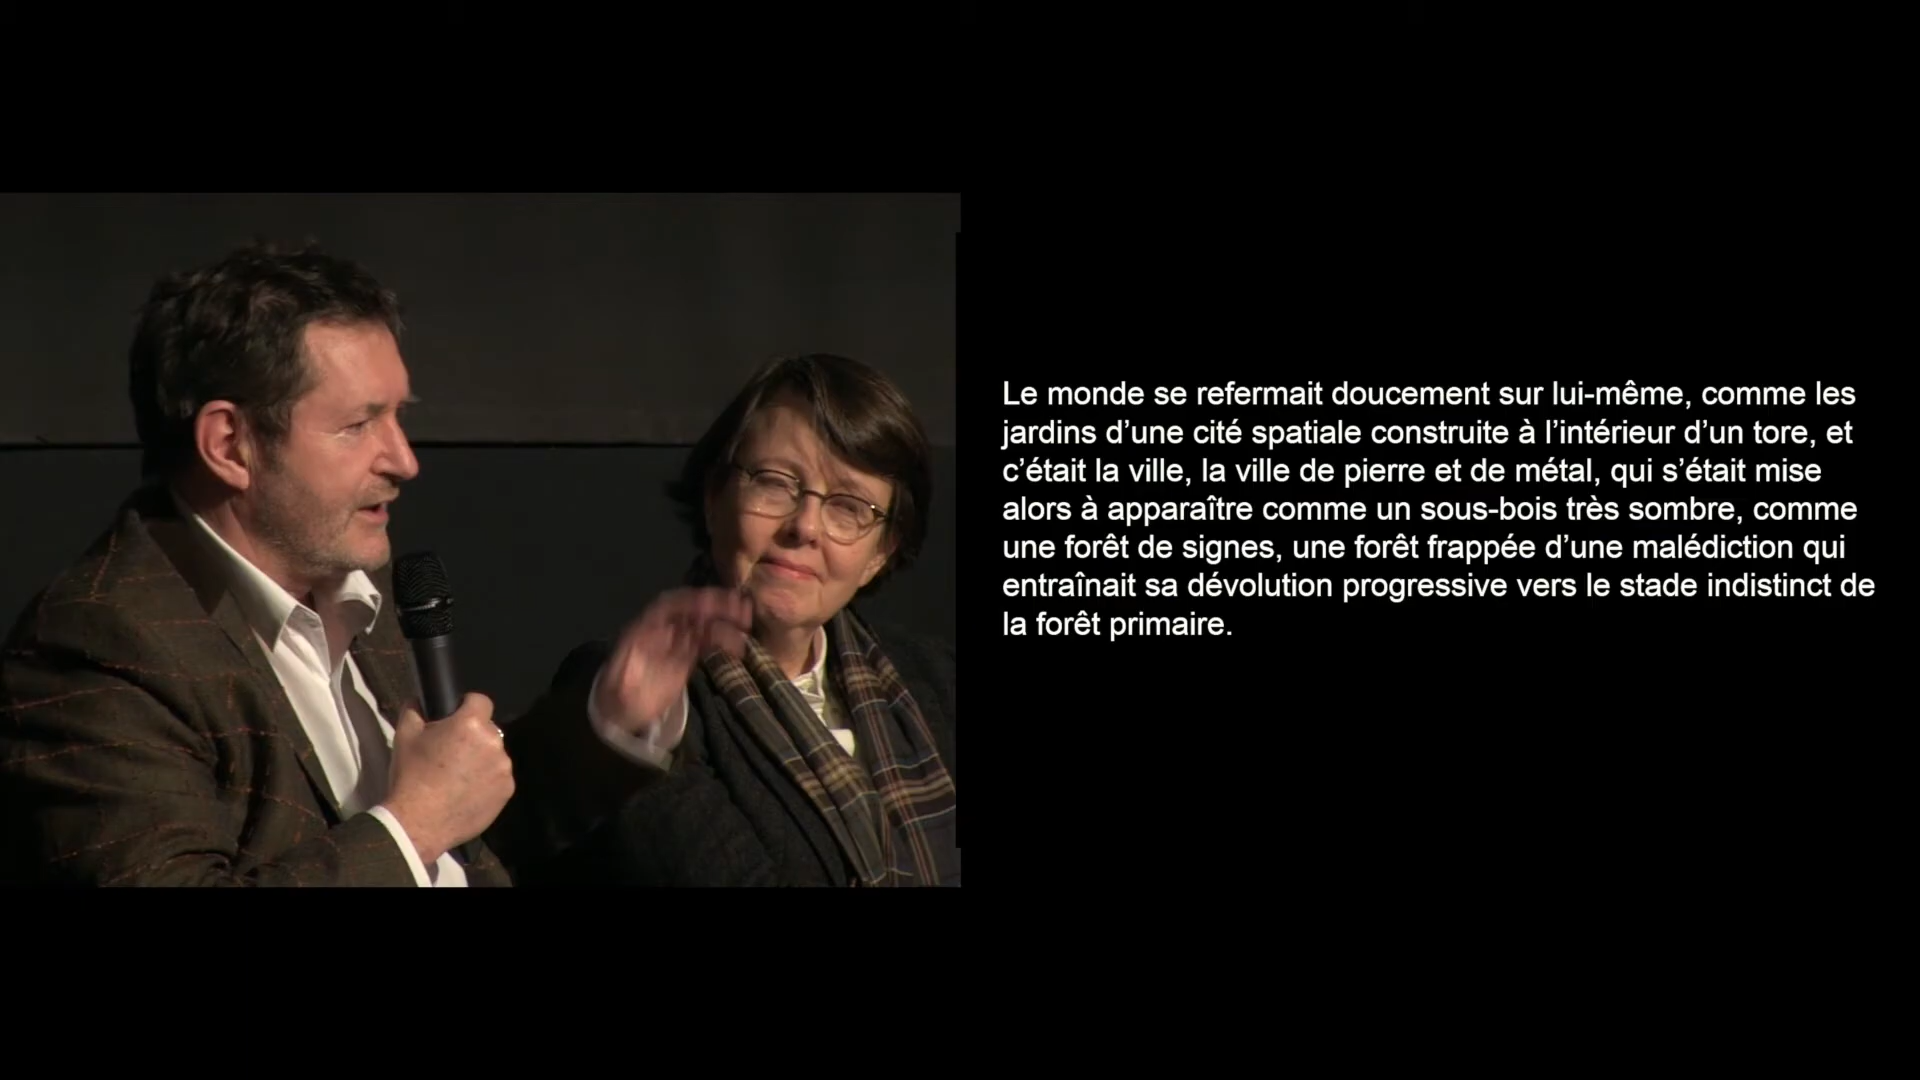 Le monde se refermait doucement sur lui-même, comme les
jardins d’une cité spatiale construite à l’intérieur d’un tore, et
c’était la ville, la ville de pierre et de métal, qui s’était mise
alors à apparaître comme un sous-bois très sombre, comme
une forêt de signes, une forêt frappée d’une malédiction qui
entraînait sa dévolution progressive vers le stade indistinct de
la forêt primaire.